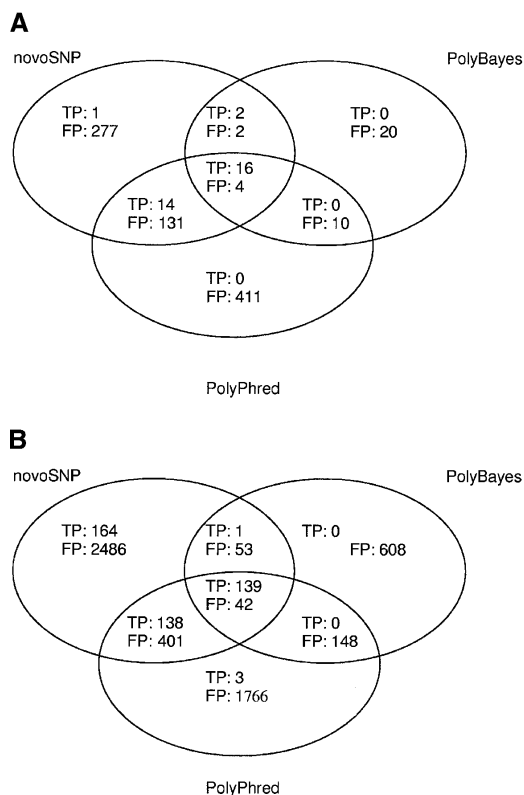 A
novoSNP
PolyBayes
TP: 1
FP: 277
TP: 2
FP: 2
TP: 0
FP: 20
TP: 16
FP: 4
TP: 14
FP: 131
TP: 0
FP: 10
TP: 0
FP: 411
PolyPhred
B
novoSNP
PolyBayes
TP: 164
FP: 2486
TP: 1
FP: 53
TP: 0
FP: 608
TP: 139
FP: 42
TP: 138
FP: 401
TP: 0
FP: 148
TP: 3
FP: 1766
PolyPhred